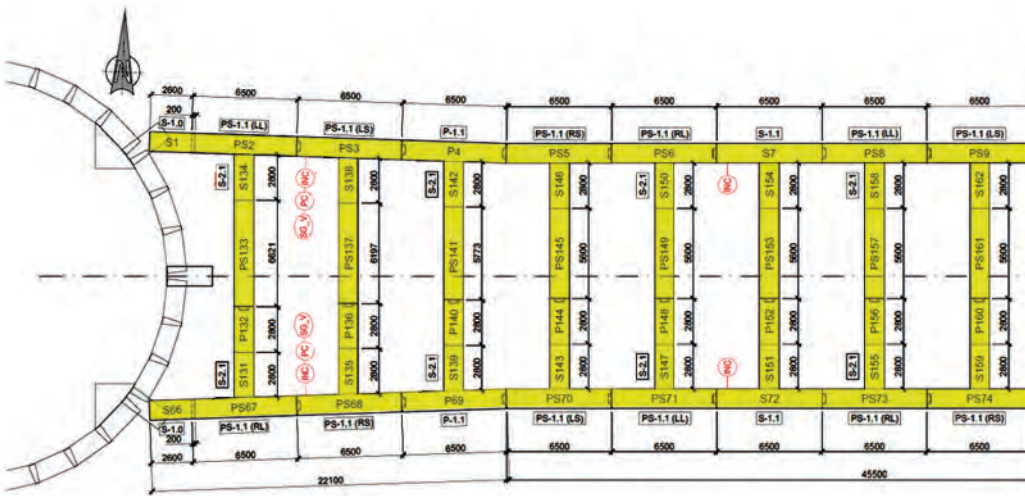 2600 6500 6500 6500 6500 6500 6500 6500 6500
200
S-1.0 PS-1.1 (LL) PS-1.1 (LS) P-1.1 PS-1.1 (RS) PS-1.1 (RL) S-1.1 PS-1.1 (LL) PS-1.1 (LS)
S1 PS2 PS3 P4 PS5 PS6 S7 PS8 PS9
S-2.1 S134 2800 INC PC SG_V S138 2800 S-2.1 S142 2800 S146 2800 S-2.1 S150 2800 INC S154 2800 S-2.1 S158 2800 S162 2800
PS133 6621 PS137 6197 PS141 5773 PS145 5600 PS149 5600 PS153 5600 PS157 5600 PS161 5600
P132 2800 P136 2800 P140 2800 P144 2800 P148 2800 P152 2800 P156 2800 P160 2800
S-2.1 S131 2800 INC PC SG_V S135 2800 S-2.1 S139 2800 S143 2800 S-2.1 S147 2800 INC S151 2800 S-2.1 S155 2800 S159 2800
S66 PS67 PS68 P69 PS70 PS71 S72 PS73 PS74
S-1.0 PS-1.1 (RL) PS-1.1 (RS) P-1.1 PS-1.1 (LS) PS-1.1 (LL) S-1.1 PS-1.1 (RL) PS-1.1 (RS)
200
2600 6500 6500 6500 6500 6500 6500 6500 6500
22100 45500